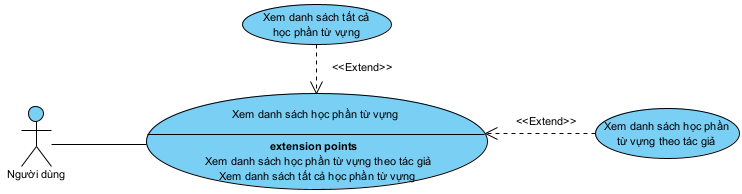 Xem danh sách tất cả
học phần từ vựng
<<Extend>>
Xem danh sách học phần từ vựng
extension points
Xem danh sách học phần từ vựng theo tác giả
Xem danh sách tất cả học phần từ vựng
<<Extend>>
Xem danh sách học phần
từ vựng theo tác giả
Người dùng